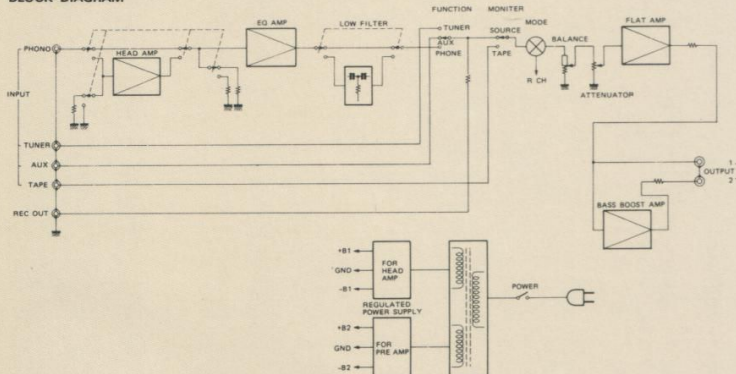 BLOCK DIAGRAM
FUNCTION MONITER
EQ AMP
LOW FILTER
TUNER
AUX
PHONE
SOURCE
TAPE
MODE
R CH
BALANCE
ATTENUATOR
FLAT AMP
PHONO
HEAD AMP
INPUT
TUNER
AUX
TAPE
REC OUT
1
OUTPUT
2
BASS BOOST AMP
+B1
GND
-B1
FOR
HEAD
AMP
REGULATED
POWER SUPPLY
+B2
GND
-B2
FOR
PRE AMP
POWER